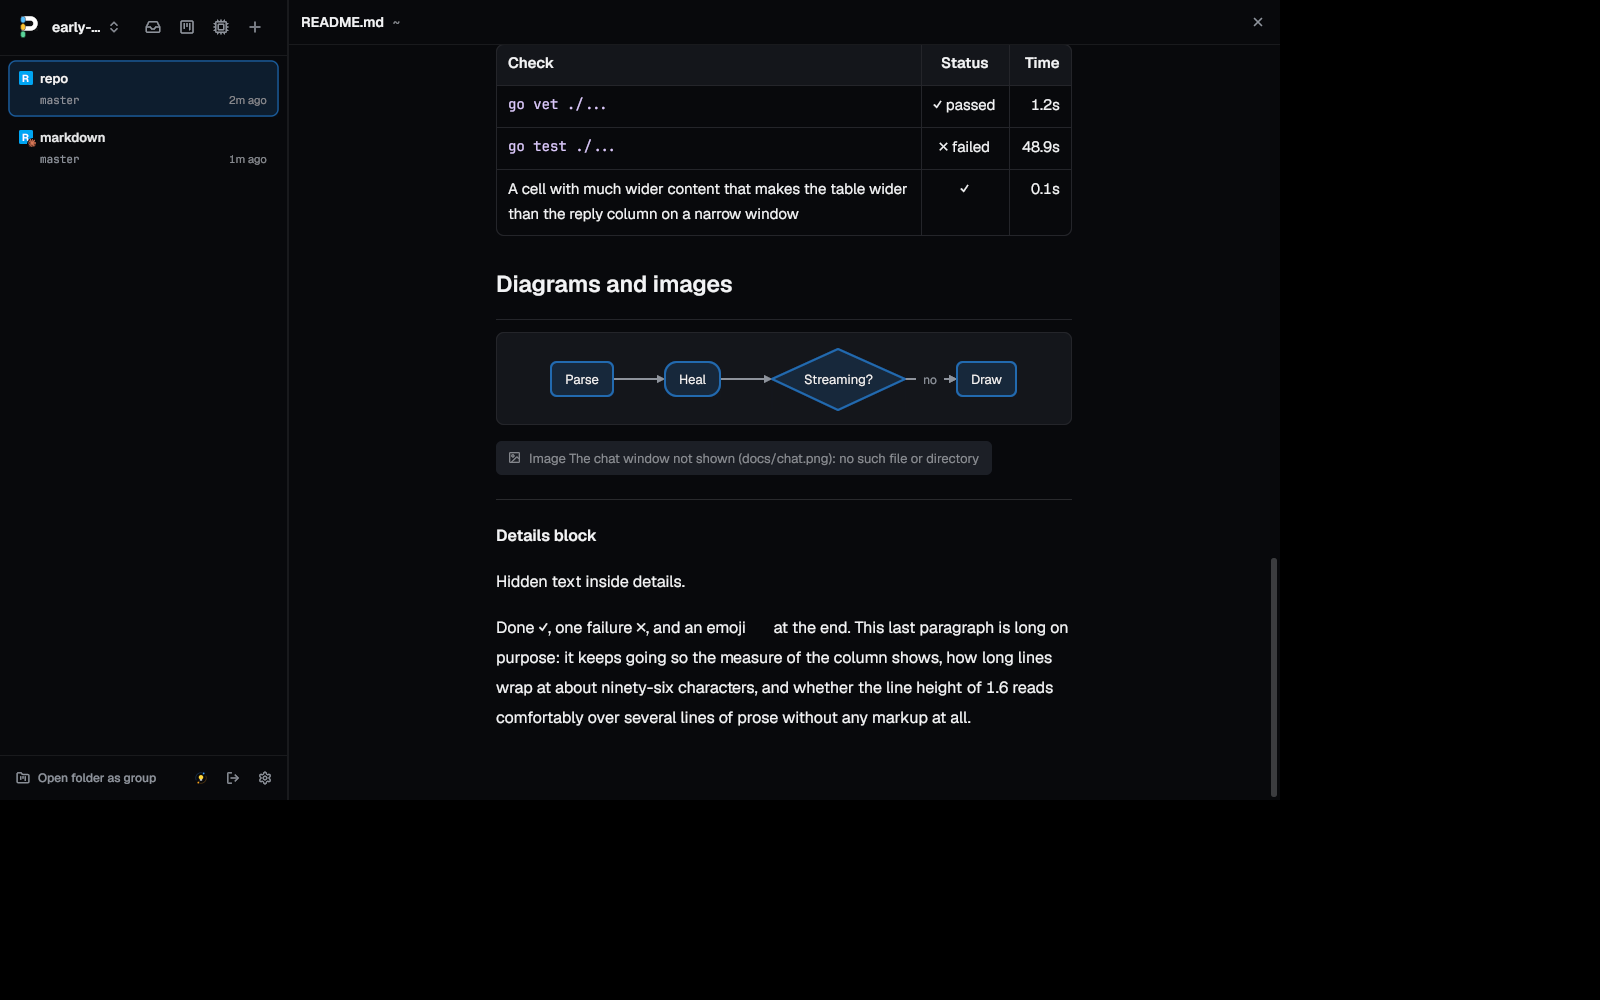 early-...
README.md ~
repo
master 2m ago
markdown
master 1m ago
Open folder as group
Check Status Time
go vet ./... ✓ passed 1.2s
go test ./... ✕ failed 48.9s
A cell with much wider content that makes the table wider ✓ 0.1s
than the reply column on a narrow window
Diagrams and images
Parse Heal Streaming? no Draw
Image The chat window not shown (docs/chat.png): no such file or directory
Details block
Hidden text inside details.
Done ✓, one failure ✕, and an emoji at the end. This last paragraph is long on
purpose: it keeps going so the measure of the column shows, how long lines
wrap at about ninety-six characters, and whether the line height of 1.6 reads
comfortably over several lines of prose without any markup at all.